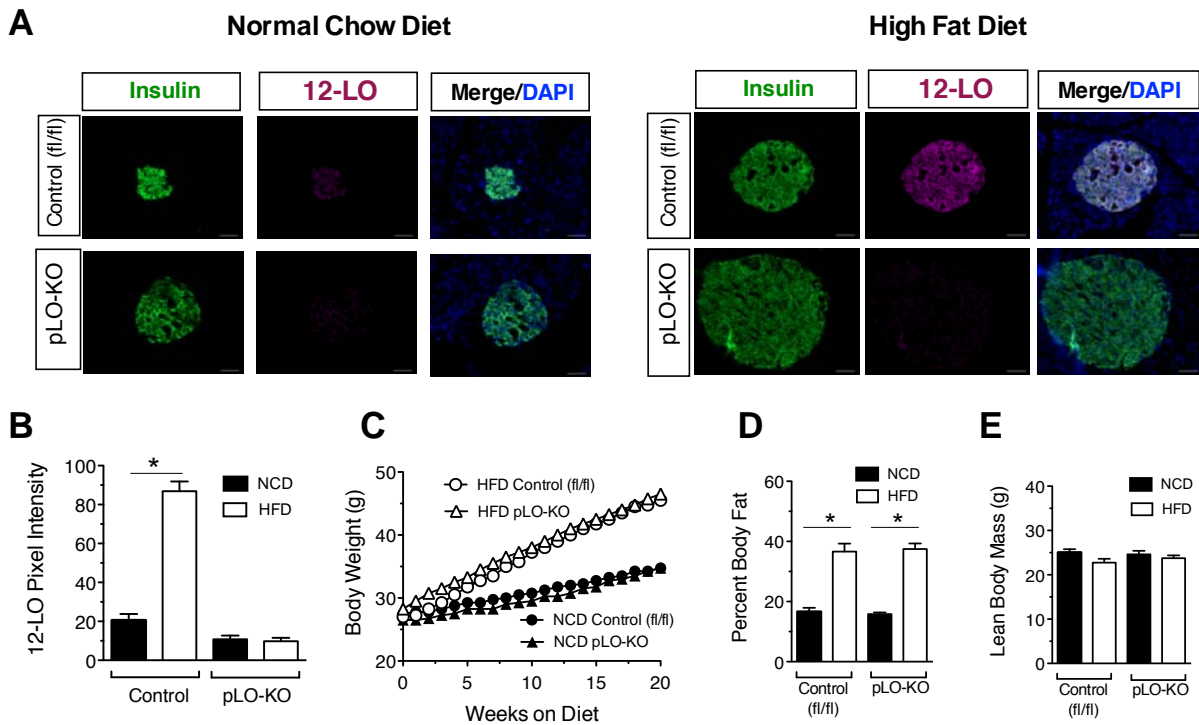 A
Normal Chow Diet
High Fat Diet
Insulin
12-LO
Merge/DAPI
Insulin
12-LO
Merge/DAPI
Control (fl/fl)
pLO-KO
Control (fl/fl)
pLO-KO
B
12-LO Pixel Intensity
100
80
60
40
20
0
*
NCD
HFD
Control
pLO-KO
C
Body Weight (g)
50
40
30
20
HFD Control (fl/fl)
HFD pLO-KO
NCD Control (fl/fl)
NCD pLO-KO
0 5 10 15 20
Weeks on Diet
D
Percent Body Fat
60
40
20
0
NCD
HFD
* *
Control
(fl/fl)
pLO-KO
E
Lean Body Mass (g)
40
30
20
10
0
NCD
HFD
Control
(fl/fl)
pLO-KO